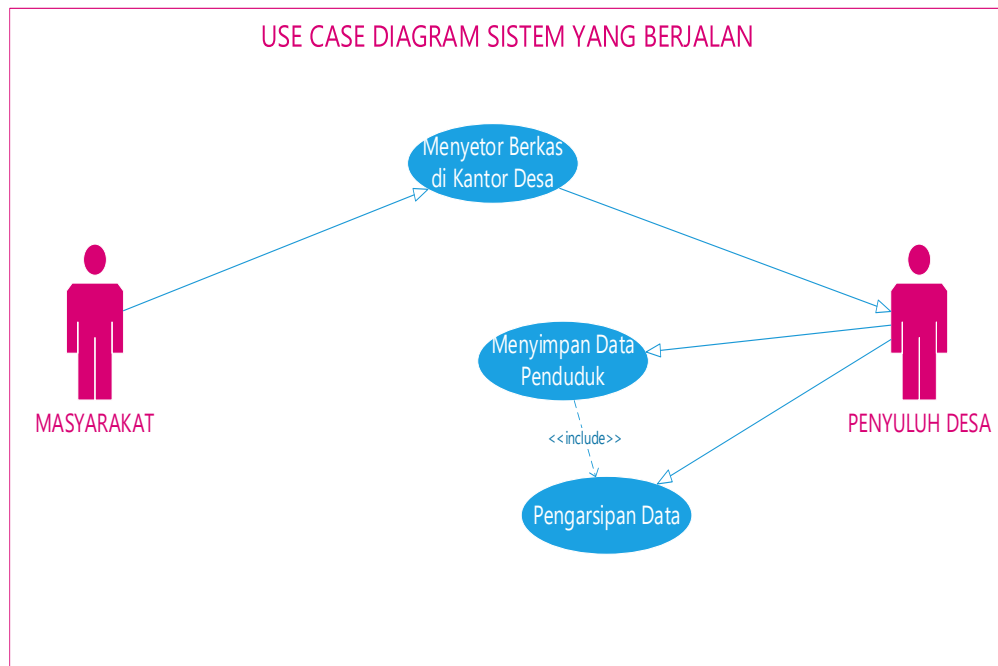 USE CASE DIAGRAM SISTEM YANG BERJALAN
Menyetor Berkas
di Kantor Desa
Menyimpan Data
Penduduk
MASYARAKAT
PENYULUH DESA
<<include>>
Pengarsipan Data